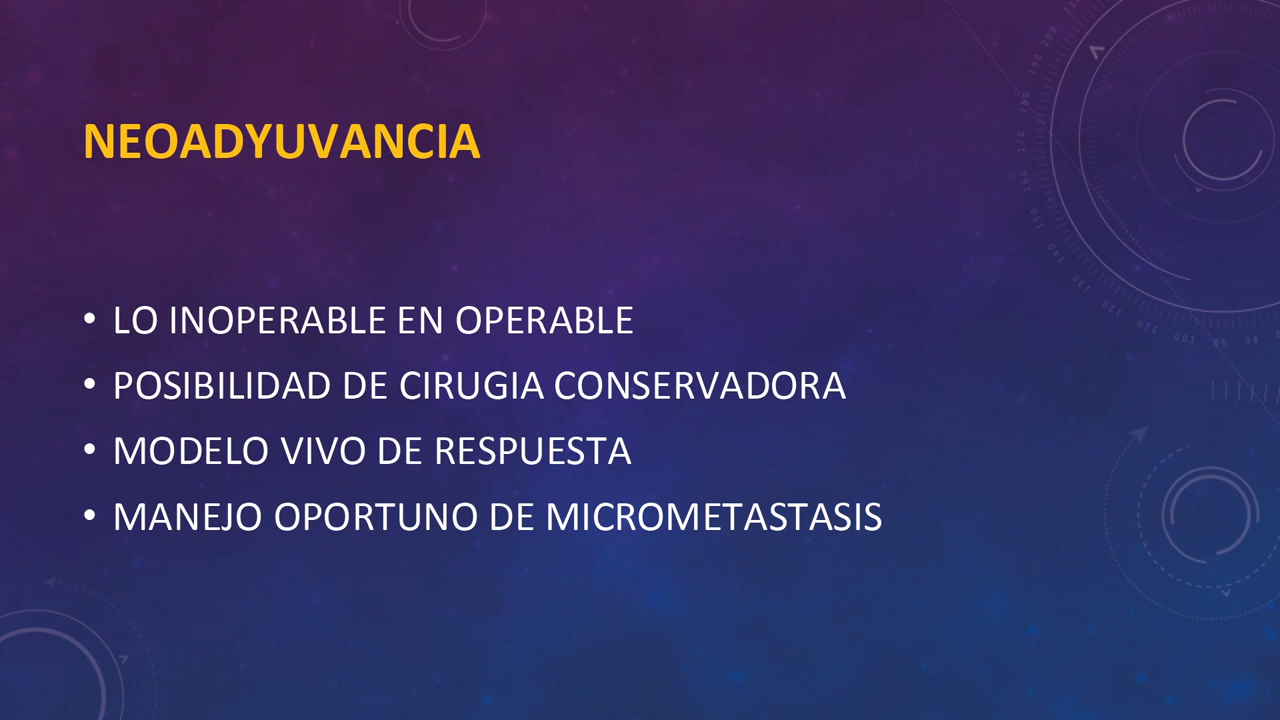 NEOADYUVANCIA
• LO INOPERABLE EN OPERABLE
• POSIBILIDAD DE CIRUGIA CONSERVADORA
• MODELO VIVO DE RESPUESTA
• MANEJO OPORTUNO DE MICROMETASTASIS